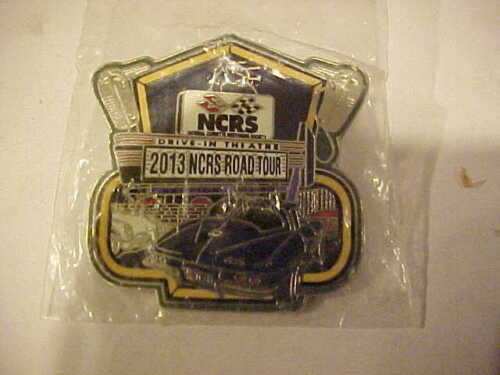 NCRS
DRIVE-IN THEATRE
2013 NCRS ROAD TOUR